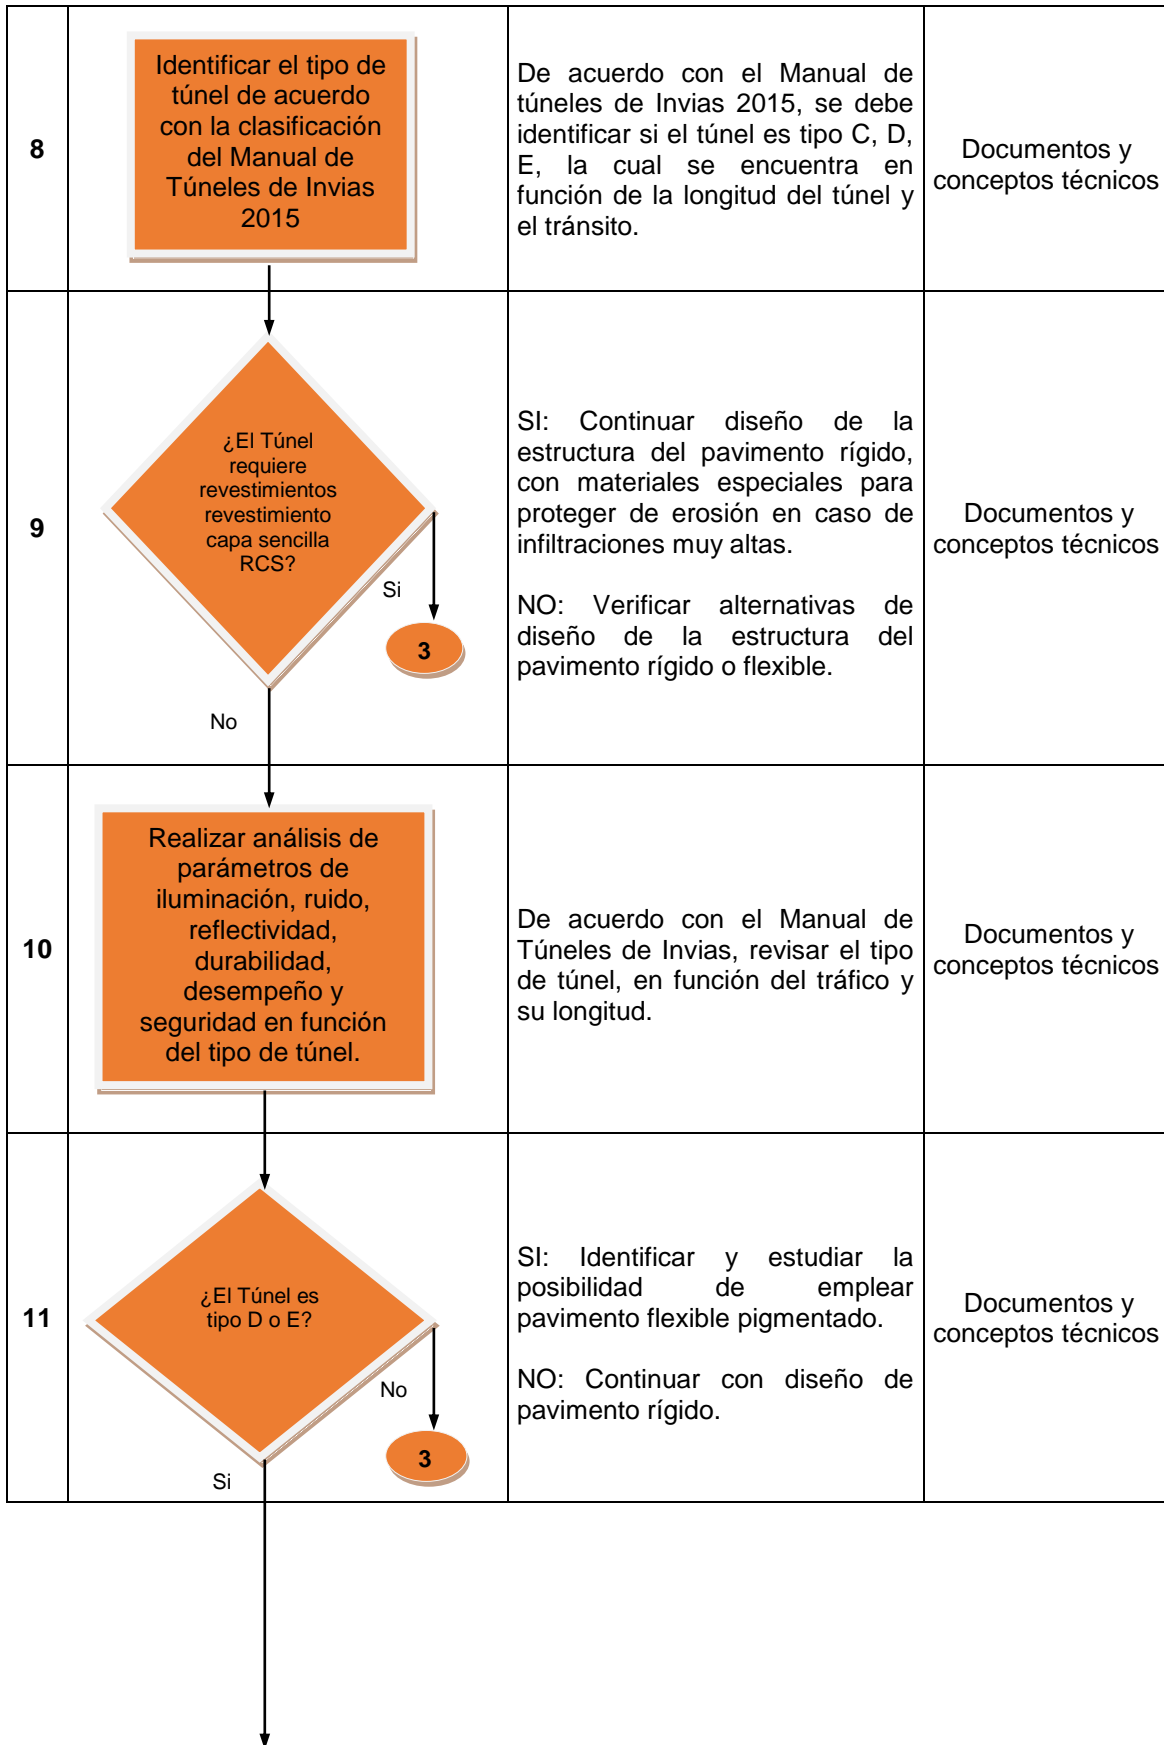 8
Identificar el tipo de
túnel de acuerdo
con la clasificación
del Manual de
Túneles de Invias
2015
De acuerdo con el Manual de
túneles de Invias 2015, se debe
identificar si el túnel es tipo C, D,
E, la cual se encuentra en
función de la longitud del túnel y
el tránsito.
Documentos y
conceptos técnicos
9
¿El Túnel
requiere
revestimientos
revestimiento
capa sencilla
RCS?
Si
3
No
SI: Continuar diseño de la
estructura del pavimento rígido,
con materiales especiales para
proteger de erosión en caso de
infiltraciones muy altas.
NO: Verificar alternativas de
diseño de la estructura del
pavimento rígido o flexible.
Documentos y
conceptos técnicos
10
Realizar análisis de
parámetros de
iluminación, ruido,
reflectividad,
durabilidad,
desempeño y
seguridad en función
del tipo de túnel.
De acuerdo con el Manual de
Túneles de Invias, revisar el tipo
de túnel, en función del tráfico y
su longitud.
Documentos y
conceptos técnicos
11
¿El Túnel es
tipo D o E?
No
3
Si
SI: Identificar y estudiar la
posibilidad de emplear
pavimento flexible pigmentado.
NO: Continuar con diseño de
pavimento rígido.
Documentos y
conceptos técnicos